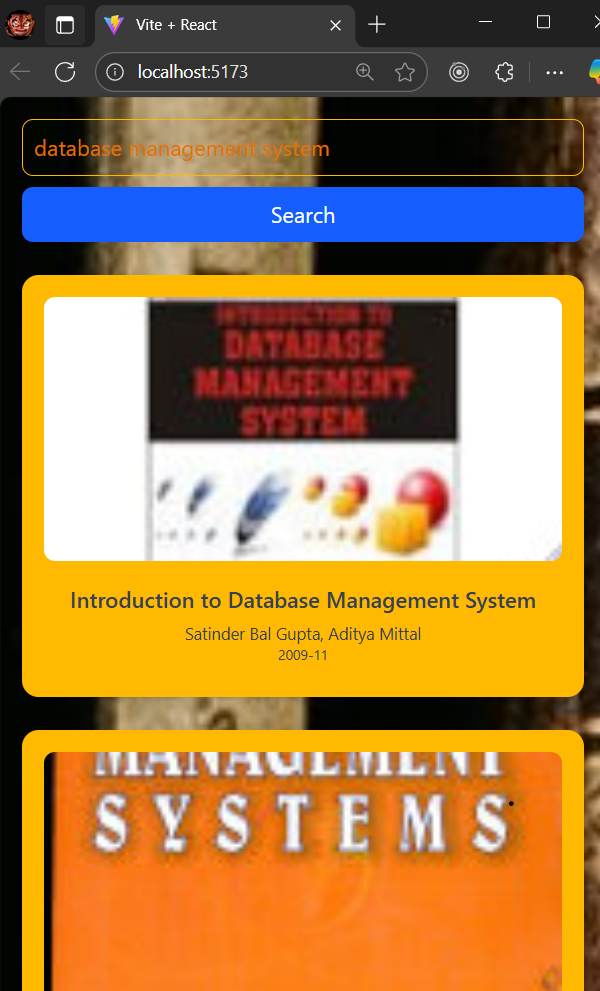 Vite + React
localhost:5173
database management system
Search
INTRODUCTION TO
DATABASE
MANAGEMENT
SYSTEM
Introduction to Database Management System
Satinder Bal Gupta, Aditya Mittal
2009-11
MANAGEMENT
SYSTEMS